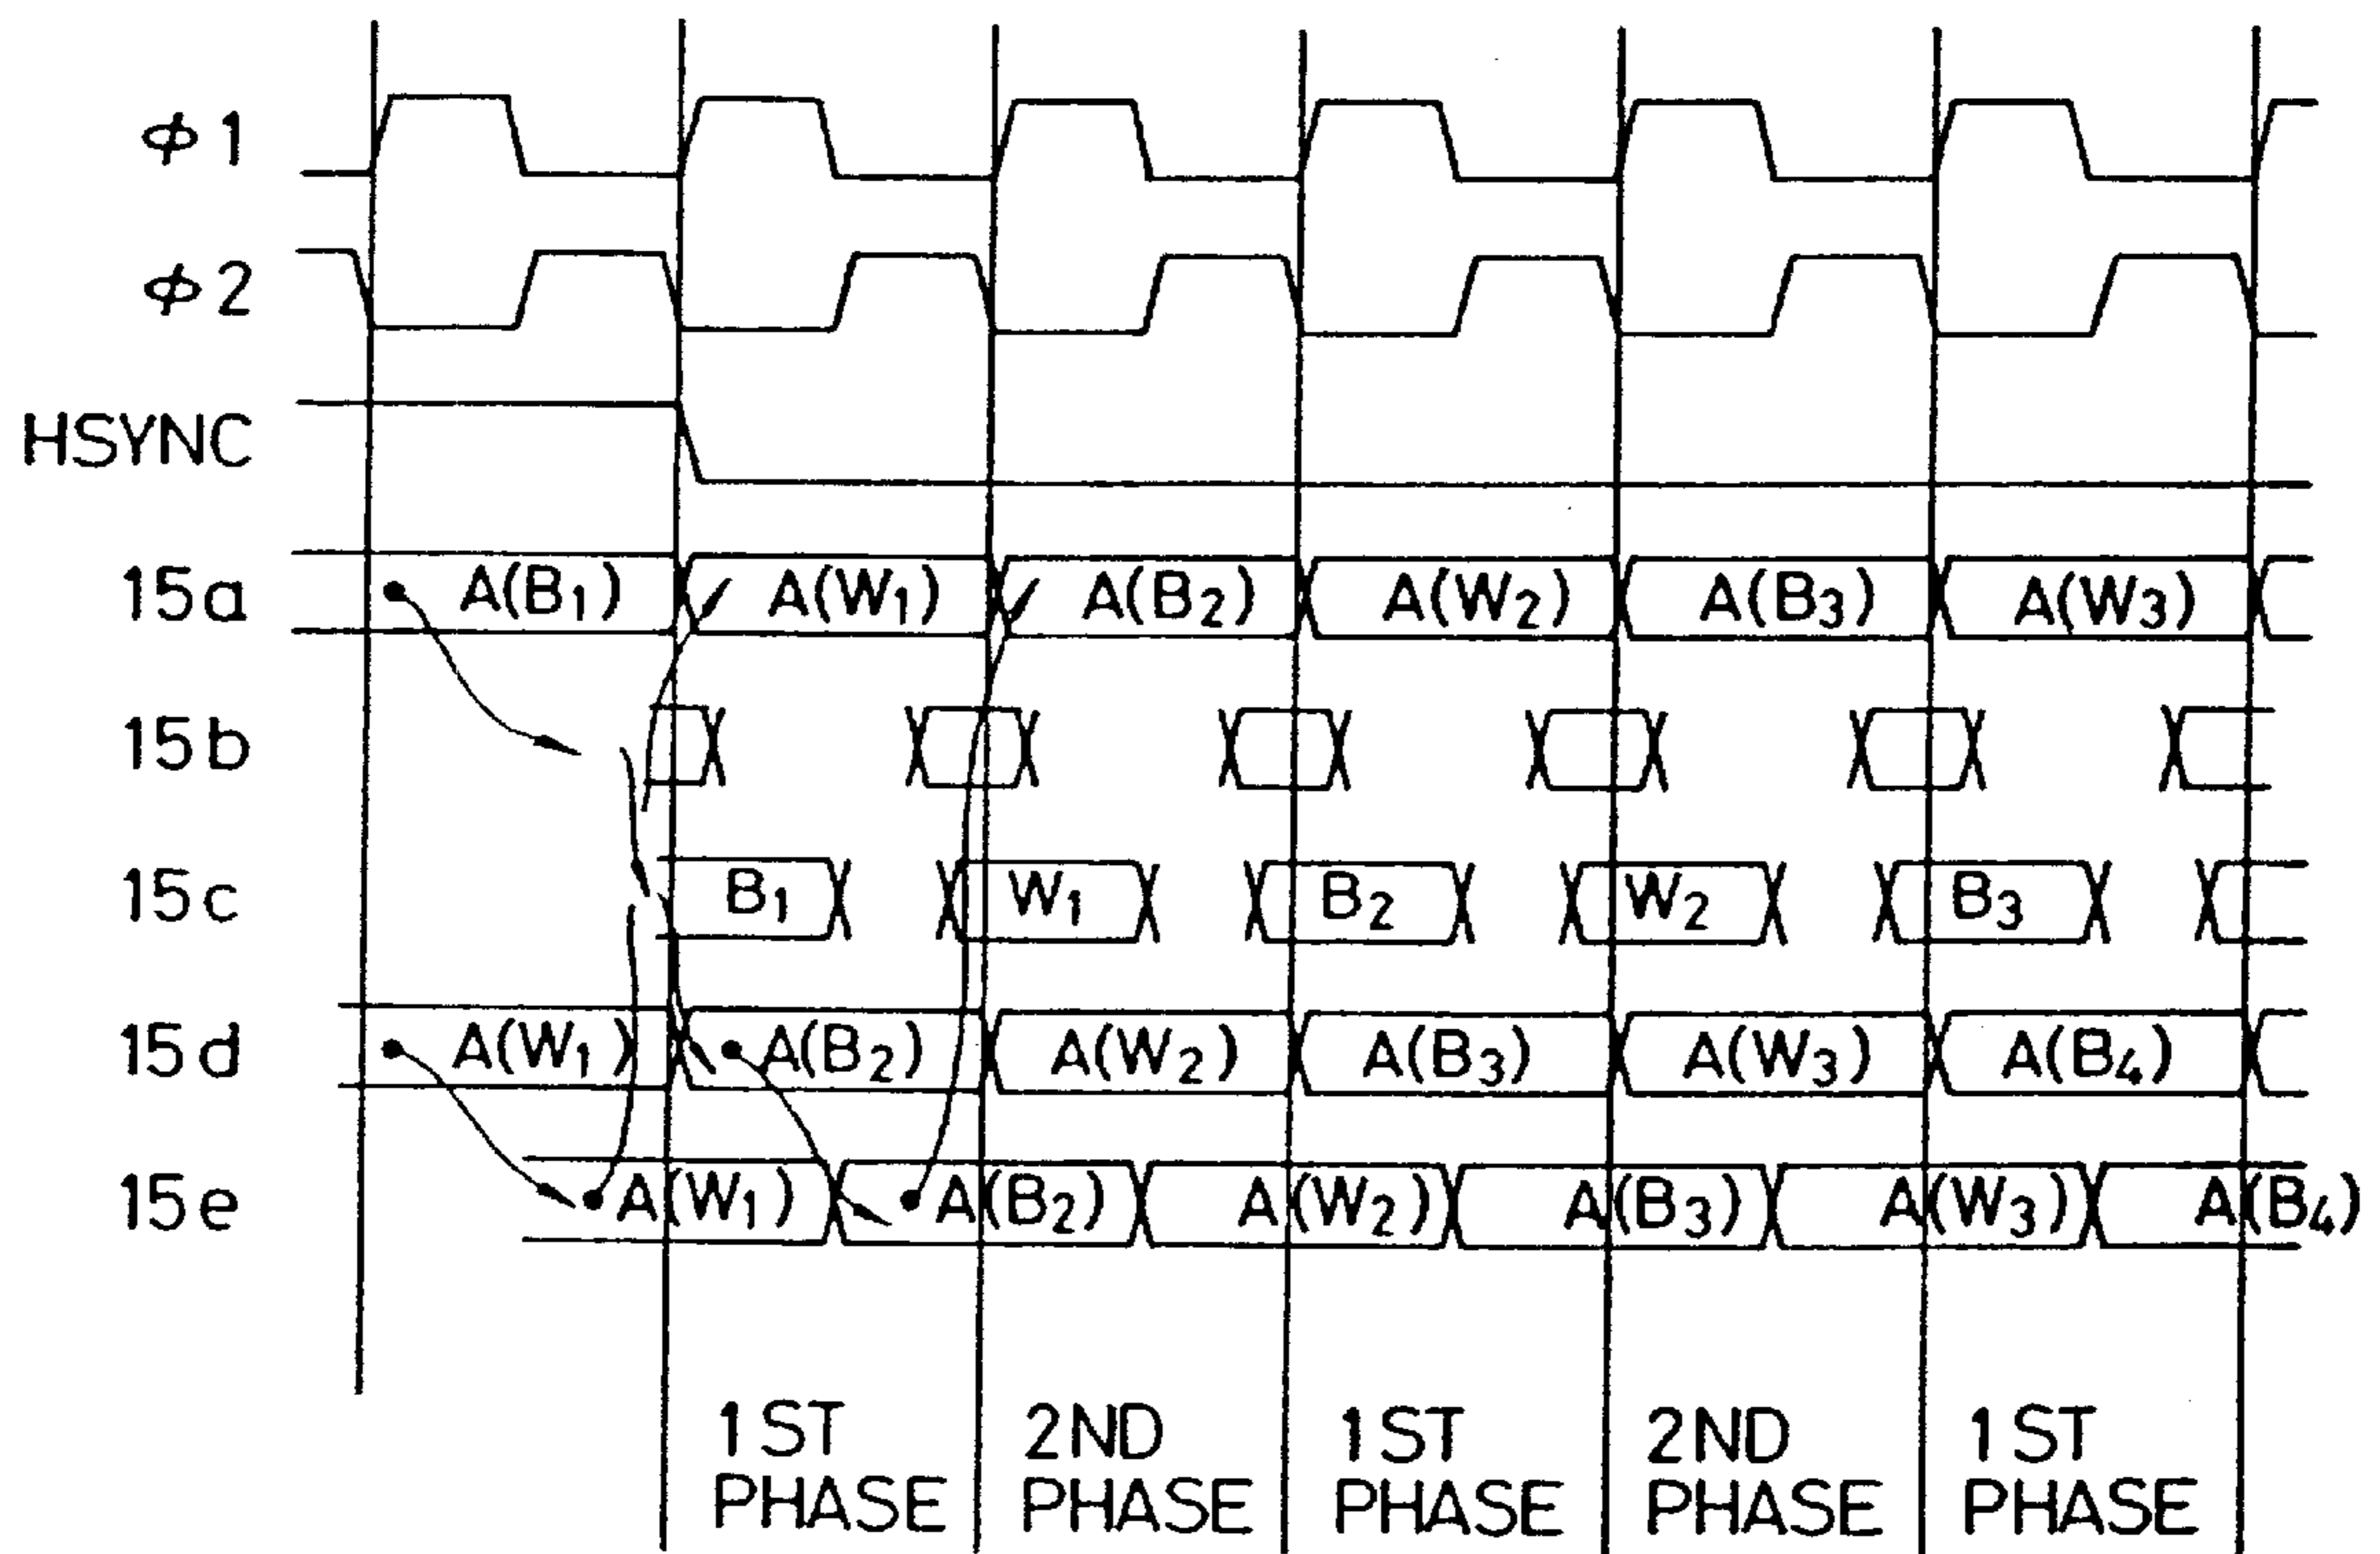 ϕ1
ϕ2
HSYNC
15a A(B1) A(W1) A(B2) A(W2) A(B3) A(W3)
15b
15c B1 W1 B2 W2 B3
15d A(W1) A(B2) A(W2) A(B3) A(W3) A(B4)
15e A(W1) A(B2) A(W2) A(B3) A(W3) A(B4)
1ST 2ND 1ST 2ND 1ST
PHASE PHASE PHASE PHASE PHASE